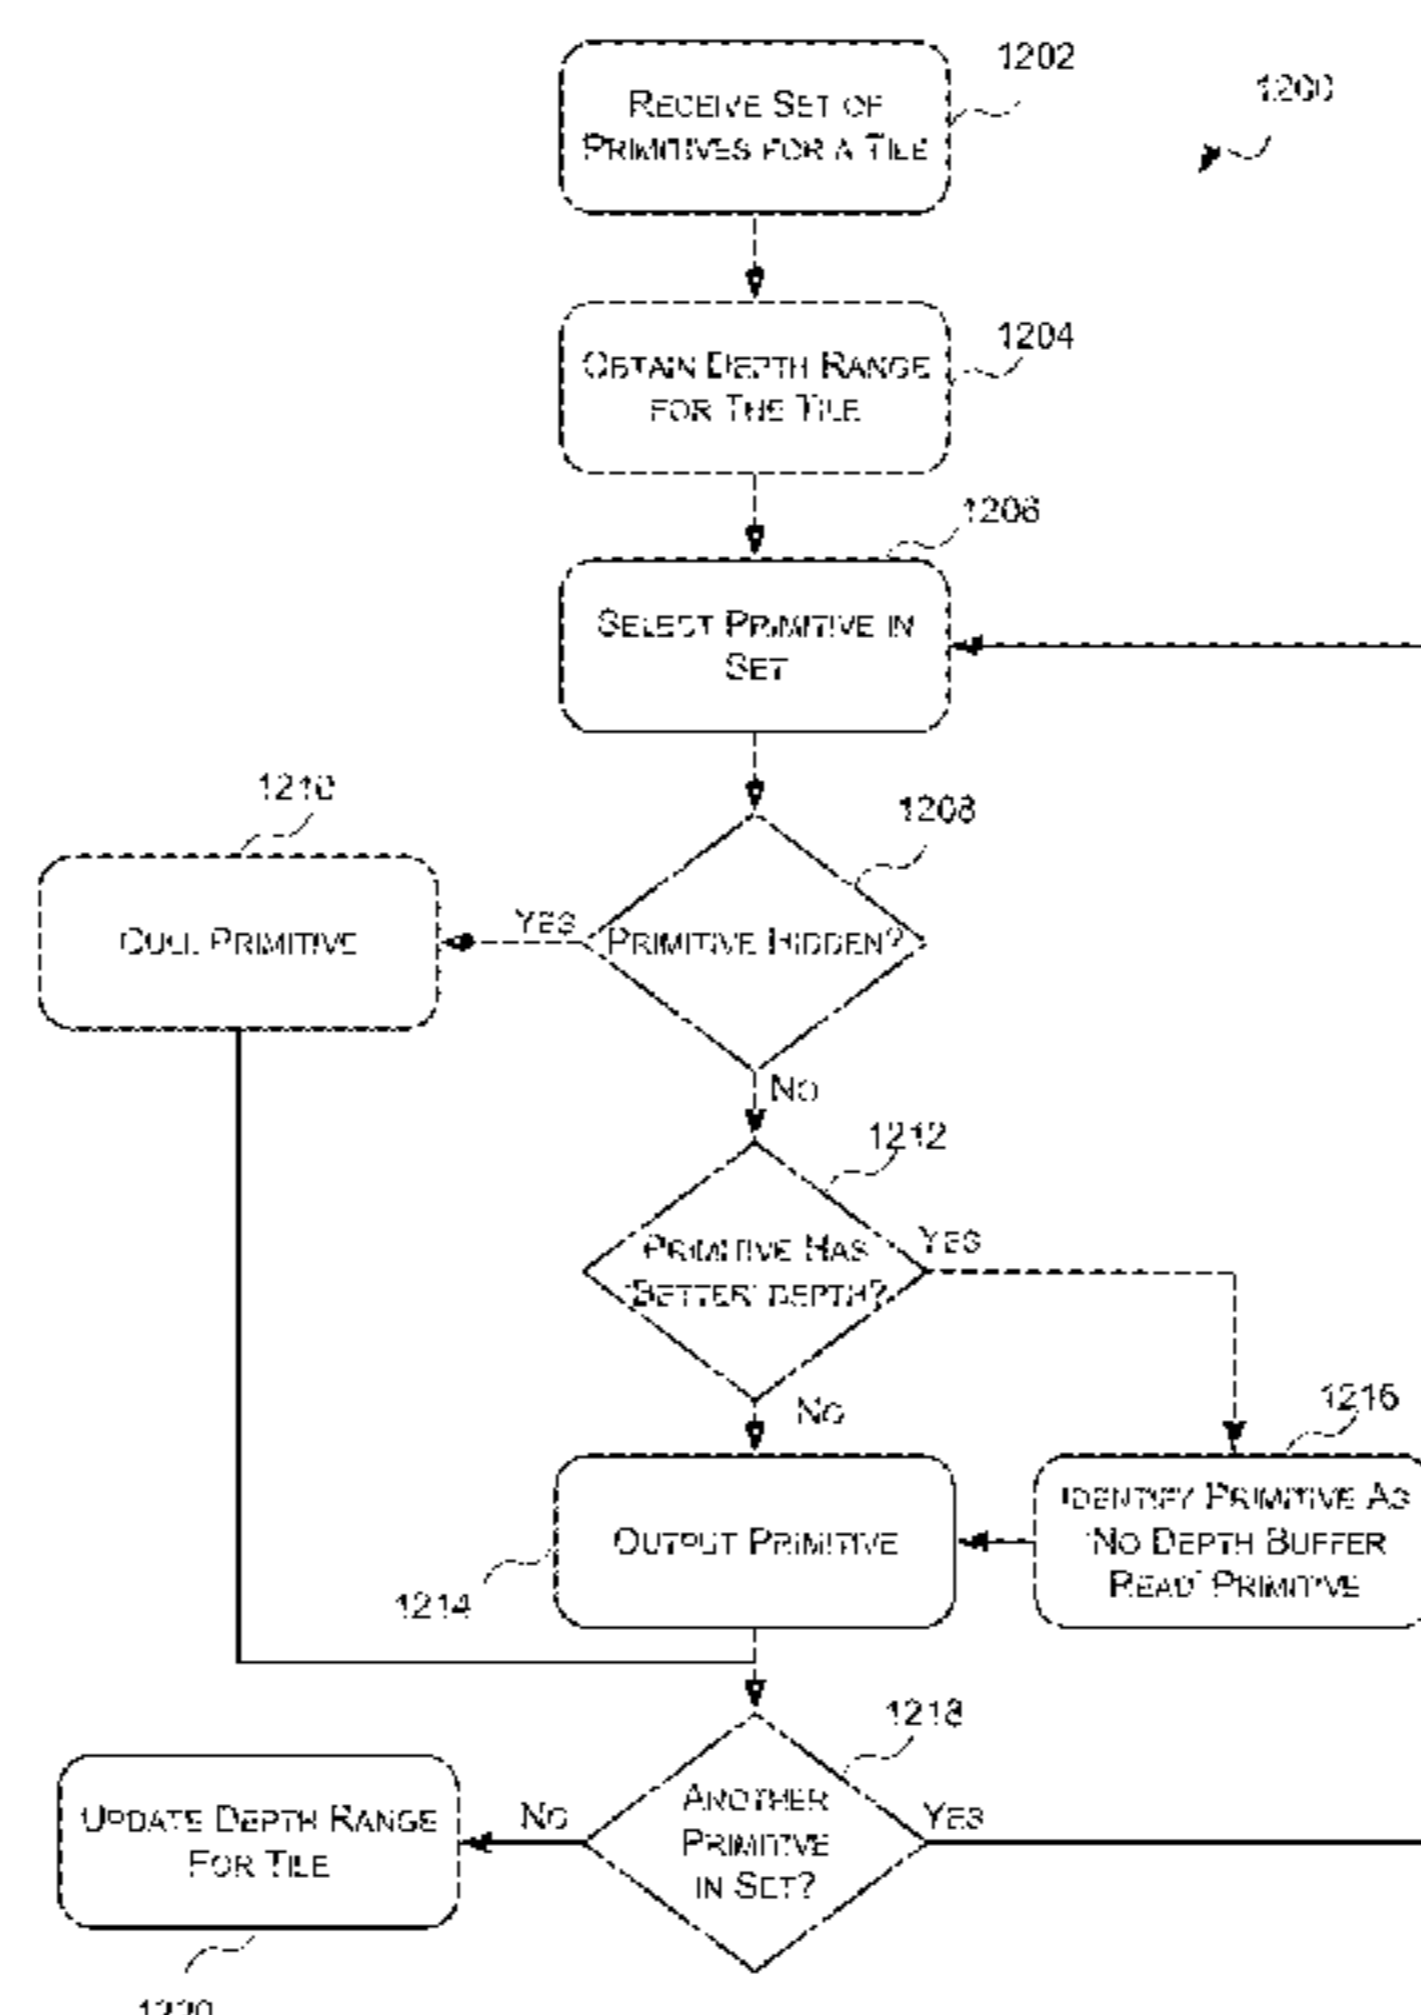 1202
1200
RECEIVE SET OF
PRIMITIVES FOR A TILE
1204
OBTAIN DEPTH RANGE
FOR THE TILE
1206
SELECT PRIMITIVE IN
SET
1210
1208
CULL PRIMITIVE
YES
PRIMITIVE HIDDEN?
NO
1212
PRIMITIVE HAS
'BETTER' DEPTH?
YES
NO
1216
IDENTIFY PRIMITIVE AS
'NO DEPTH BUFFER
READ' PRIMITIVE
OUTPUT PRIMITIVE
1214
1218
UPDATE DEPTH RANGE
FOR TILE
NO
ANOTHER
PRIMITIVE
IN SET?
YES
1220